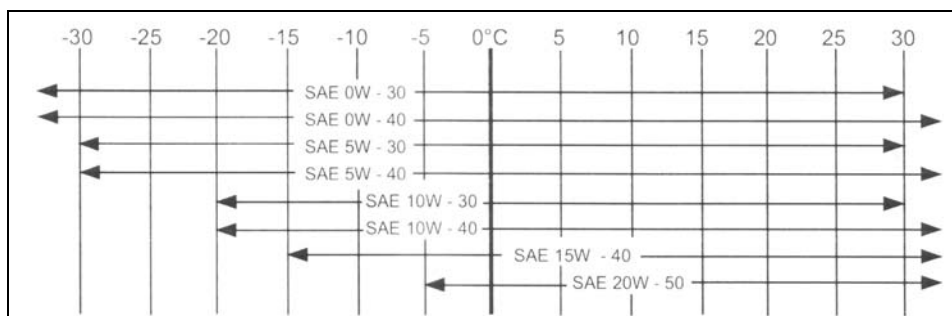 -30 -25 -20 -15 -10 -5 0°C 5 10 15 20 25 30
SAE 0W - 30
SAE 0W - 40
SAE 5W - 30
SAE 5W - 40
SAE 10W - 30
SAE 10W - 40
SAE 15W - 40
SAE 20W - 50